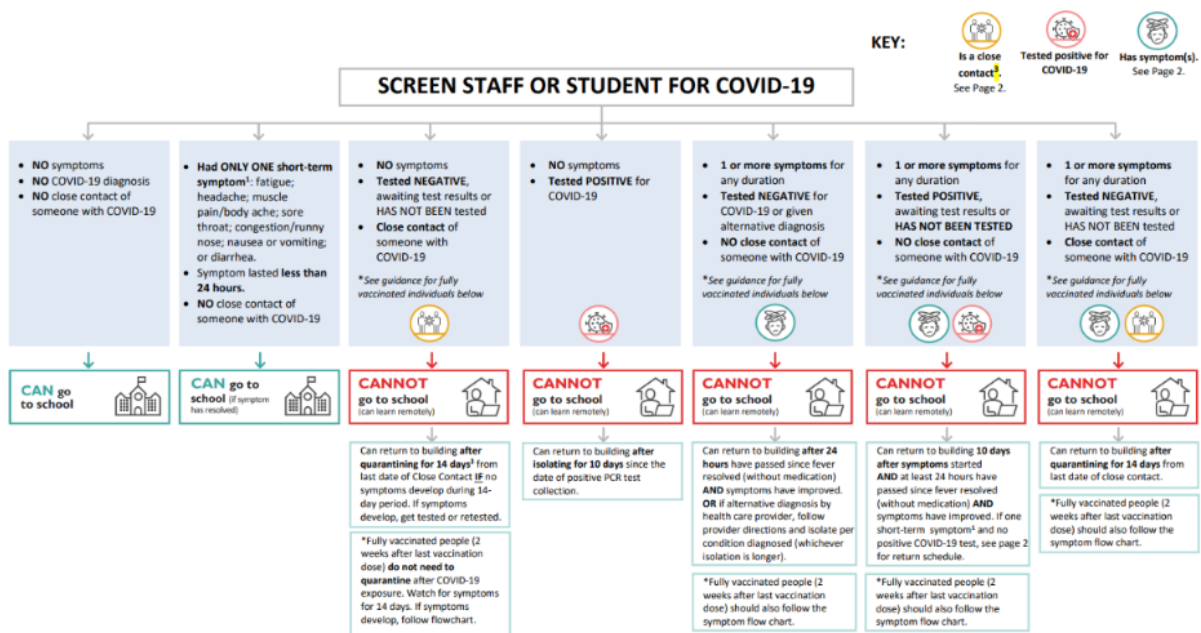 KEY:
Is a close
contact³.
See Page 2.
Tested positive for
COVID-19
Has symptom(s).
See Page 2.
SCREEN STAFF OR STUDENT FOR COVID-19
• NO symptoms
• NO COVID-19 diagnosis
• NO close contact of
someone with COVID-19
CAN go
to school
• Had ONLY ONE short-term
symptom¹: fatigue;
headache; muscle
pain/body ache; sore
throat; congestion/runny
nose; nausea or vomiting;
or diarrhea.
• Symptom lasted less than
24 hours.
• NO close contact of
someone with COVID-19
CAN go to
school (if symptom
has resolved)
• NO symptoms
• Tested NEGATIVE,
awaiting test results or
HAS NOT BEEN tested
• Close contact of
someone with
COVID-19
*See guidance for fully
vaccinated individuals below
CANNOT
go to school
(can learn remotely)
Can return to building after
quarantining for 14 days³ from
last date of Close Contact IF no
symptoms develop during 14-
day period. If symptoms
develop, get tested or retested.
*Fully vaccinated people (2
weeks after last vaccination
dose) do not need to
quarantine after COVID-19
exposure. Watch for symptoms
for 14 days. If symptoms
develop, follow flowchart.
• NO symptoms
• Tested POSITIVE for
COVID-19
CANNOT
go to school
(can learn remotely)
Can return to building after
isolating for 10 days since the
date of positive PCR test
collection.
• 1 or more symptoms for
any duration
• Tested NEGATIVE for
COVID-19 or given
alternative diagnosis
• NO close contact of
someone with COVID-19
*See guidance for fully
vaccinated individuals below
CANNOT
go to school
(can learn remotely)
Can return to building after 24
hours have passed since fever
resolved (without medication)
AND symptoms have improved.
OR if alternative diagnosis by
health care provider, follow
provider directions and isolate per
condition diagnosed (whichever
isolation is longer).
*Fully vaccinated people (2
weeks after last vaccination
dose) should also follow the
symptom flow chart.
• 1 or more symptoms for
any duration
• Tested POSITIVE,
awaiting test results or
HAS NOT BEEN TESTED
• NO close contact of
someone with COVID-19
*See guidance for fully
vaccinated individuals below
CANNOT
go to school
(can learn remotely)
Can return to building 10 days
after symptoms started
AND at least 24 hours have
passed since fever resolved
(without medication) AND
symptoms have improved. If one
short-term symptom¹ and no
positive COVID-19 test, see page 2
for return schedule.
*Fully vaccinated people (2
weeks after last vaccination
dose) should also follow the
symptom flow chart.
• 1 or more symptoms
for any duration
• Tested NEGATIVE,
awaiting test results or
HAS NOT BEEN tested
• Close contact of
someone with COVID-19
CANNOT
go to school
(can learn remotely)
Can return to building after
quarantining for 14 days from
last date of close contact.
*Fully vaccinated people (2
weeks after last vaccination
dose) should also follow the
symptom flow chart.